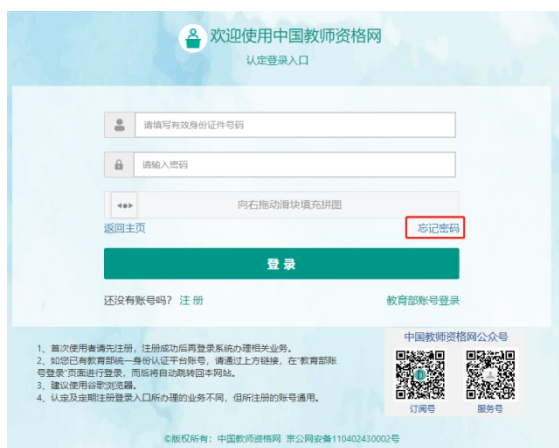 欢迎使用中国教师资格网
认定登录入口
请填写有效身份证件号码
请输入密码
向右拖动滑块填充拼图
返回主页
忘记密码
登 录
还没有账号吗？ 注 册
教育部账号登录
中国教师资格网公众号
1、首次使用者请先注册，注册成功后再登录系统办理相关业务。
2、如您已有教育部统一身份认证平台账号，请通过上方链接，在“教育部账
号登录”页面进行登录，而后将自动跳转回本网站。
3、建议使用谷歌浏览器。
4、认定及定期注册登录入口所办理的业务不同，但所注册的账号通用。
订阅号
服务号
©版权所有：中国教师资格网 京公网安备110402430002号